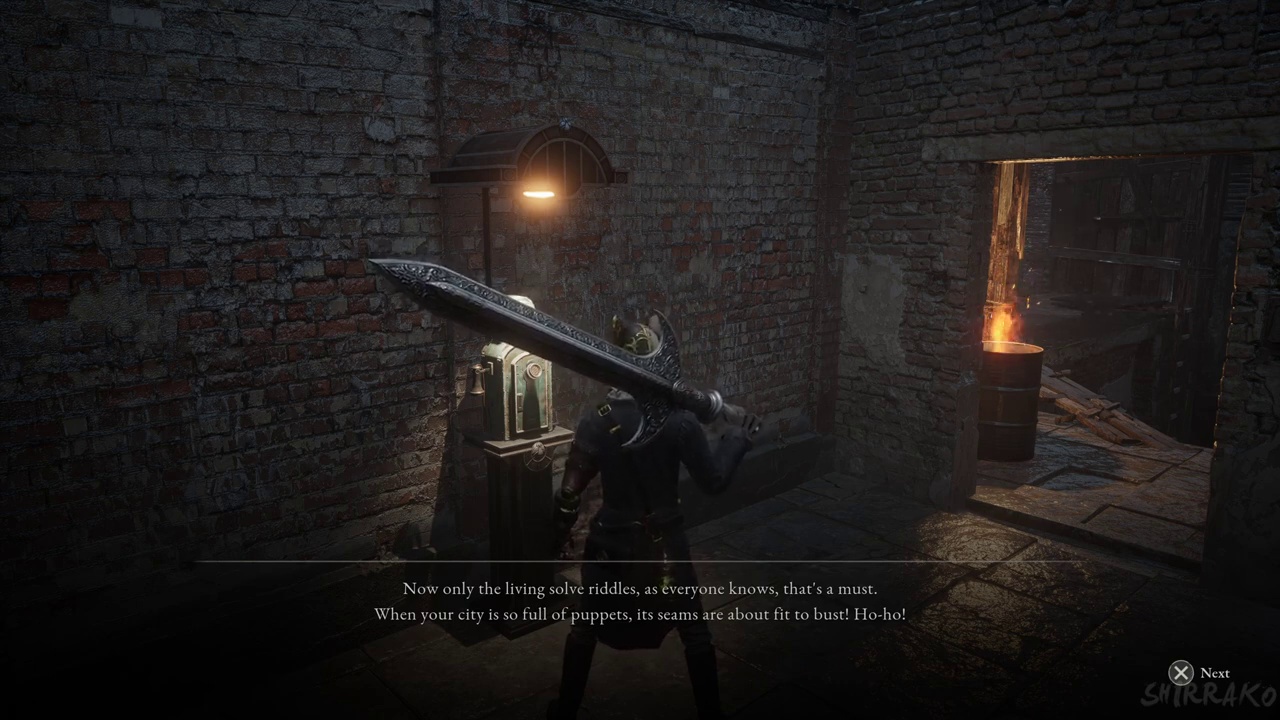 Now only the living solve riddles, as everyone knows, that's a must.
When your city is so full of puppets, its seams are about fit to bust! Ho-ho!
Next
SHIRRAKO